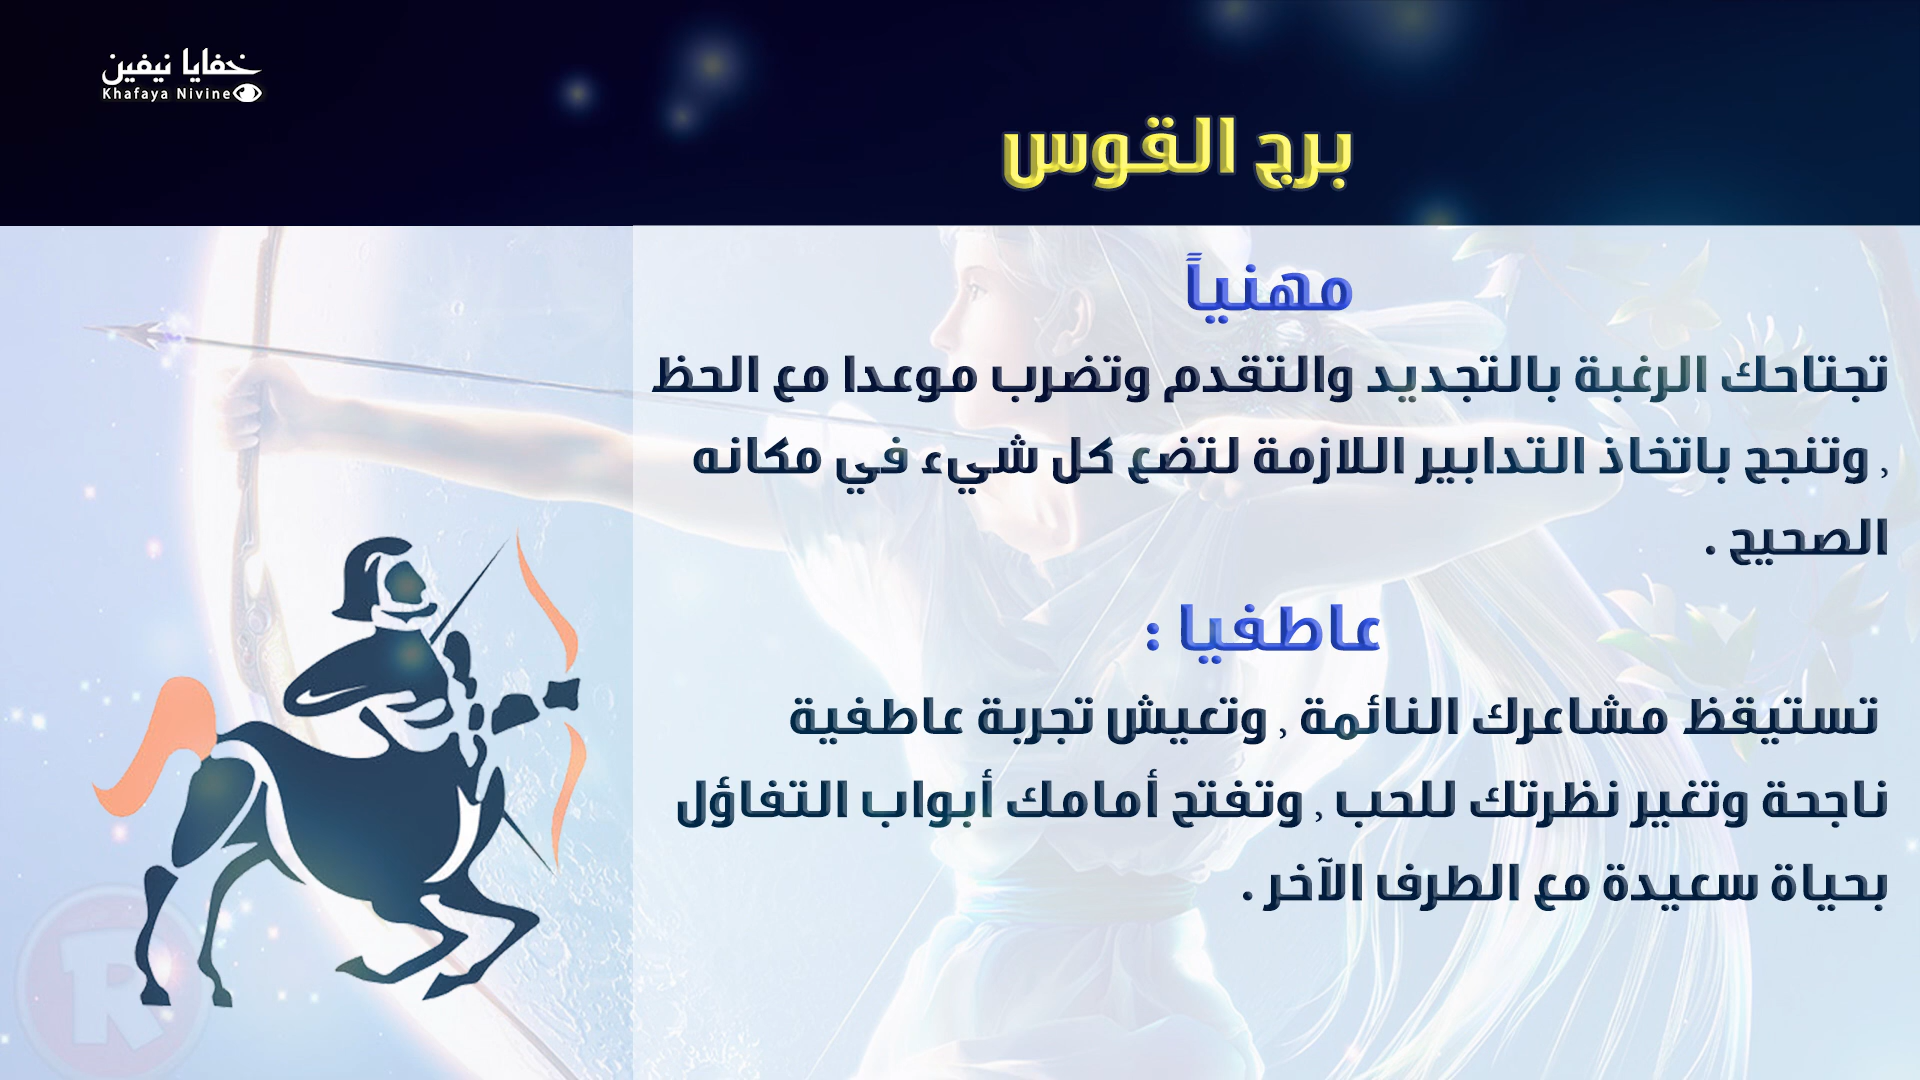 خفايا نيفين
Khafaya Nivine
برج القوس
مهنياً
تجتاحك الرغبة بالتجديد والتقدم وتضرب موعدا مع الحظ
, وتنجح باتخاذ التدابير اللازمة لتضع كل شيء في مكانه
الصحيح .
عاطفيا :
تستيقظ مشاعرك النائمة , وتعيش تجربة عاطفية
ناجحة وتغير نظرتك للحب , وتفتح أمامك أبواب التفاؤل
بحياة سعيدة مع الطرف الآخر .
R